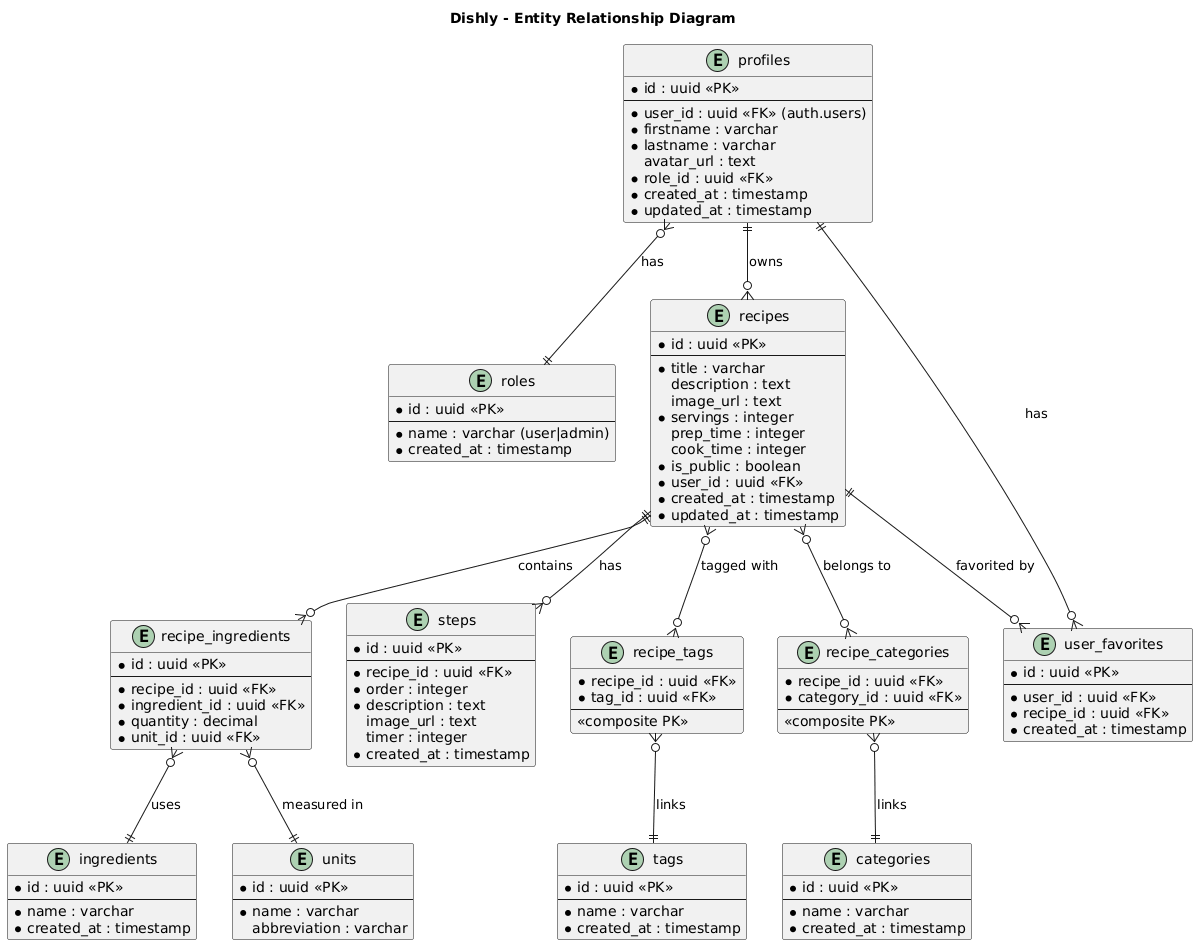 Dishly - Entity Relationship Diagram
E profiles
id : uuid «PK»
user_id : uuid «FK» (auth.users)
firstname : varchar
lastname : varchar
avatar_url : text
role_id : uuid «FK»
created_at : timestamp
updated_at : timestamp
has
owns
has
E roles
id : uuid «PK»
name : varchar (user|admin)
created_at : timestamp
E recipes
id : uuid «PK»
title : varchar
description : text
image_url : text
servings : integer
prep_time : integer
cook_time : integer
is_public : boolean
user_id : uuid «FK»
created_at : timestamp
updated_at : timestamp
contains
has
tagged with
belongs to
favorited by
E recipe_ingredients
id : uuid «PK»
recipe_id : uuid «FK»
ingredient_id : uuid «FK»
quantity : decimal
unit_id : uuid «FK»
E steps
id : uuid «PK»
recipe_id : uuid «FK»
order : integer
description : text
image_url : text
timer : integer
created_at : timestamp
E recipe_tags
recipe_id : uuid «FK»
tag_id : uuid «FK»
«composite PK»
E recipe_categories
recipe_id : uuid «FK»
category_id : uuid «FK»
«composite PK»
E user_favorites
id : uuid «PK»
user_id : uuid «FK»
recipe_id : uuid «FK»
created_at : timestamp
uses
measured in
links
links
E ingredients
id : uuid «PK»
name : varchar
created_at : timestamp
E units
id : uuid «PK»
name : varchar
abbreviation : varchar
E tags
id : uuid «PK»
name : varchar
created_at : timestamp
E categories
id : uuid «PK»
name : varchar
created_at : timestamp